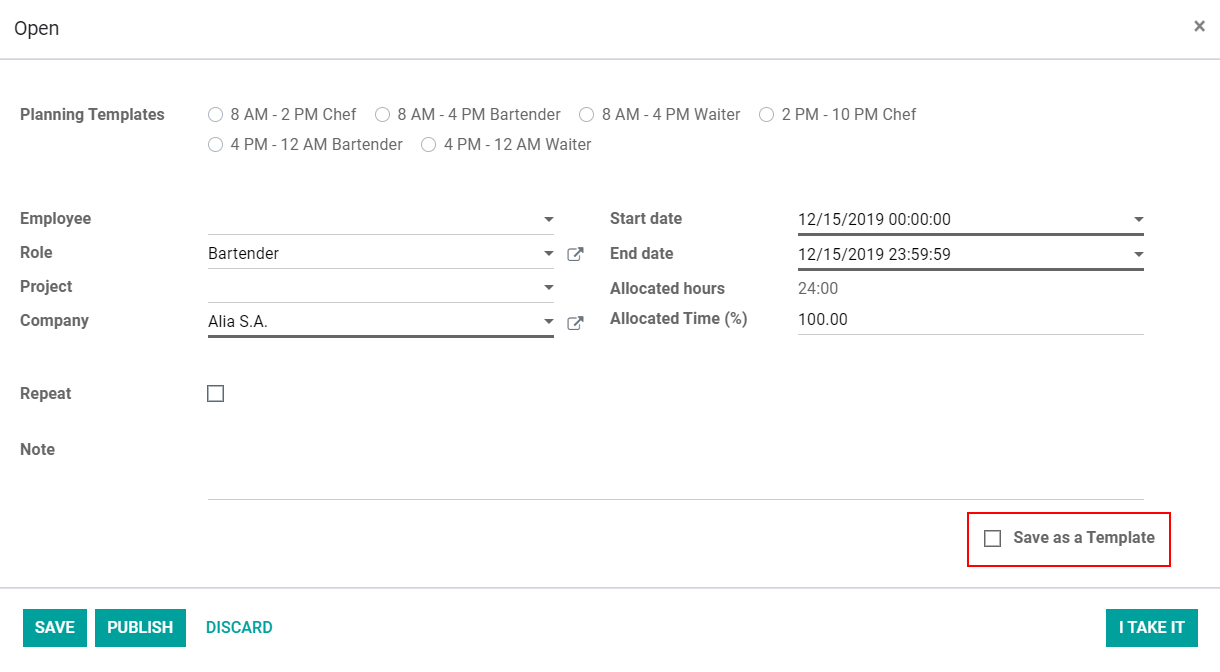 Open
×
Planning Templates
8 AM - 2 PM Chef 8 AM - 4 PM Bartender 8 AM - 4 PM Waiter 2 PM - 10 PM Chef
4 PM - 12 AM Bartender 4 PM - 12 AM Waiter
Employee
Role Bartender
Project
Company Alia S.A.
Start date 12/15/2019 00:00:00
End date 12/15/2019 23:59:59
Allocated hours 24:00
Allocated Time (%) 100.00
Repeat
Note
Save as a Template
SAVE PUBLISH DISCARD I TAKE IT